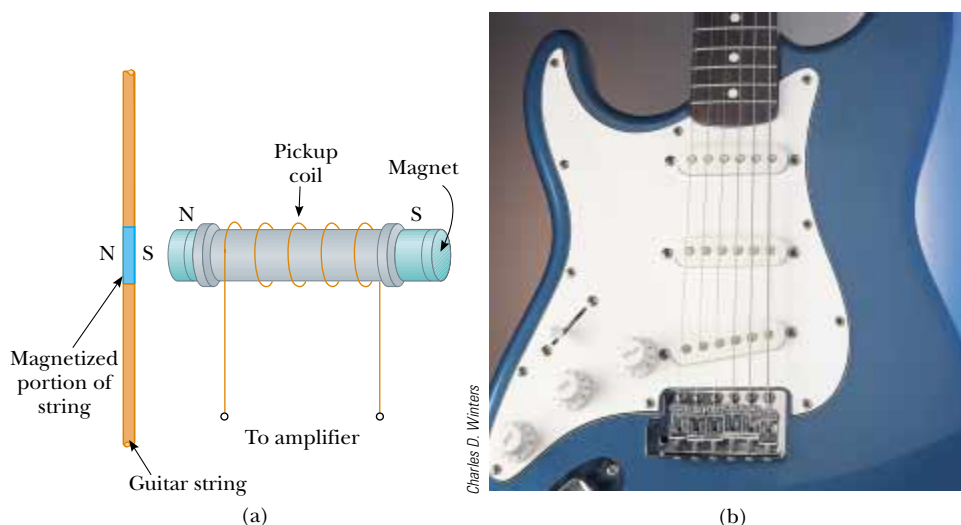 Pickup
coil
Magnet
N
S
N
S
Magnetized
portion of
string
To amplifier
Guitar string
(a)
Charles D. Winters
(b)